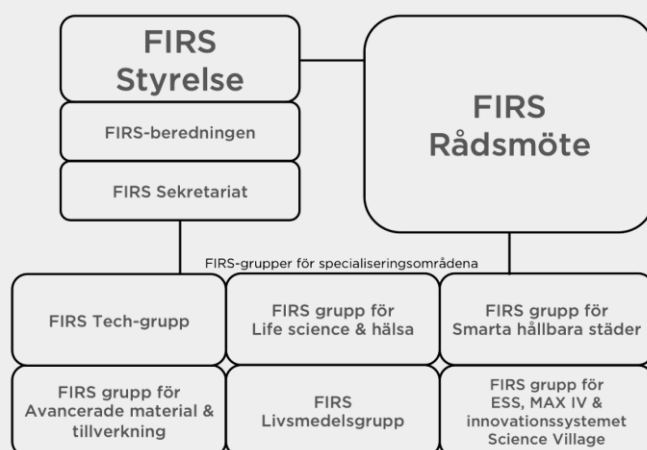 FIRS
Styrelse
FIRS-beredningen
FIRS Sekretariat
FIRS
Rådsmöte
FIRS-grupper för specialiseringsområdena
FIRS Tech-grupp
FIRS grupp för
Life science & hälsa
FIRS grupp för
Smarta hållbara städer
FIRS grupp för
Avancerade material &
tillverkning
FIRS
Livsmedelsgrupp
FIRS grupp för
ESS, MAX IV &
innovationssystemet
Science Village